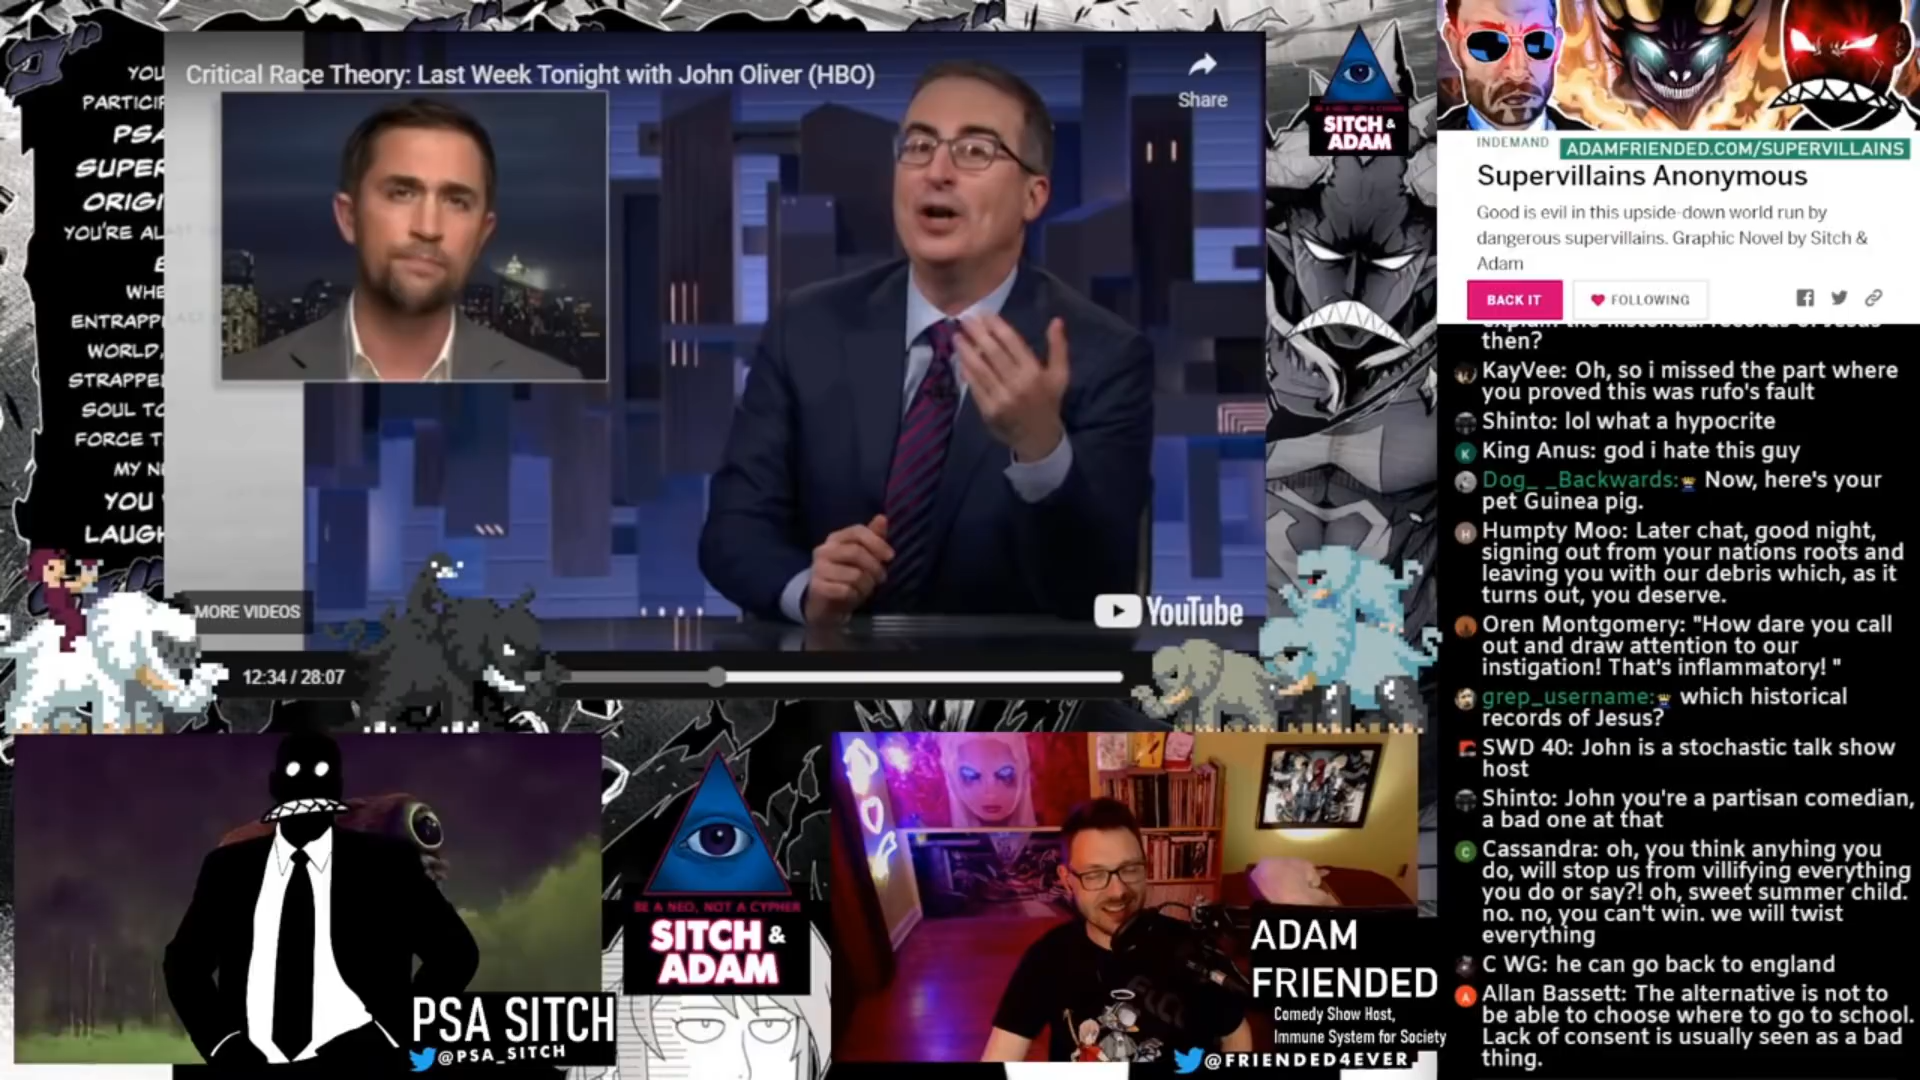 YOU
PARTICIP
PSA
SUPER
ORIGI
YOU'RE AL
WHE
ENTRAPP
WORLD,
STRAPPE
SOUL TO
FORCE T
MY N
YOU
LAUGH
Critical Race Theory: Last Week Tonight with John Oliver (HBO)
Share
MORE VIDEOS
YouTube
12:34 / 28:07
SITCH &
ADAM
INDEMAND
ADAMFRIENDED.COM/SUPERVILLAINS
Supervillains Anonymous
Good is evil in this upside-down world run by
dangerous supervillains. Graphic Novel by Sitch &
Adam
BACK IT
FOLLOWING
explain the historical records of Jesus
then?
KayVee: Oh, so i missed the part where
you proved this was rufo's fault
Shinto: lol what a hypocrite
King Anus: god i hate this guy
Dog_ _Backwards: Now, here's your
pet Guinea pig.
Humpty Moo: Later chat, good night,
signing out from your nations roots and
leaving you with our debris which, as it
turns out, you deserve.
Oren Montgomery: "How dare you call
out and draw attention to our
instigation! That's inflammatory! "
grep_username: which historical
records of Jesus?
SWD 40: John is a stochastic talk show
host
Shinto: John you're a partisan comedian,
a bad one at that
Cassandra: oh, you think anyhing you
do, will stop us from villifying everything
you do or say?! oh, sweet summer child.
no. no, you can't win. we will twist
everything
C WG: he can go back to england
Allan Bassett: The alternative is not to
be able to choose where to go to school.
Lack of consent is usually seen as a bad
thing.
PSA SITCH
@PSA_SITCH
BE A NEO, NOT A CYPHER
SITCH &
ADAM
ADAM
FRIENDED
Comedy Show Host,
Immune System for Society
@FRIENDED4EVER